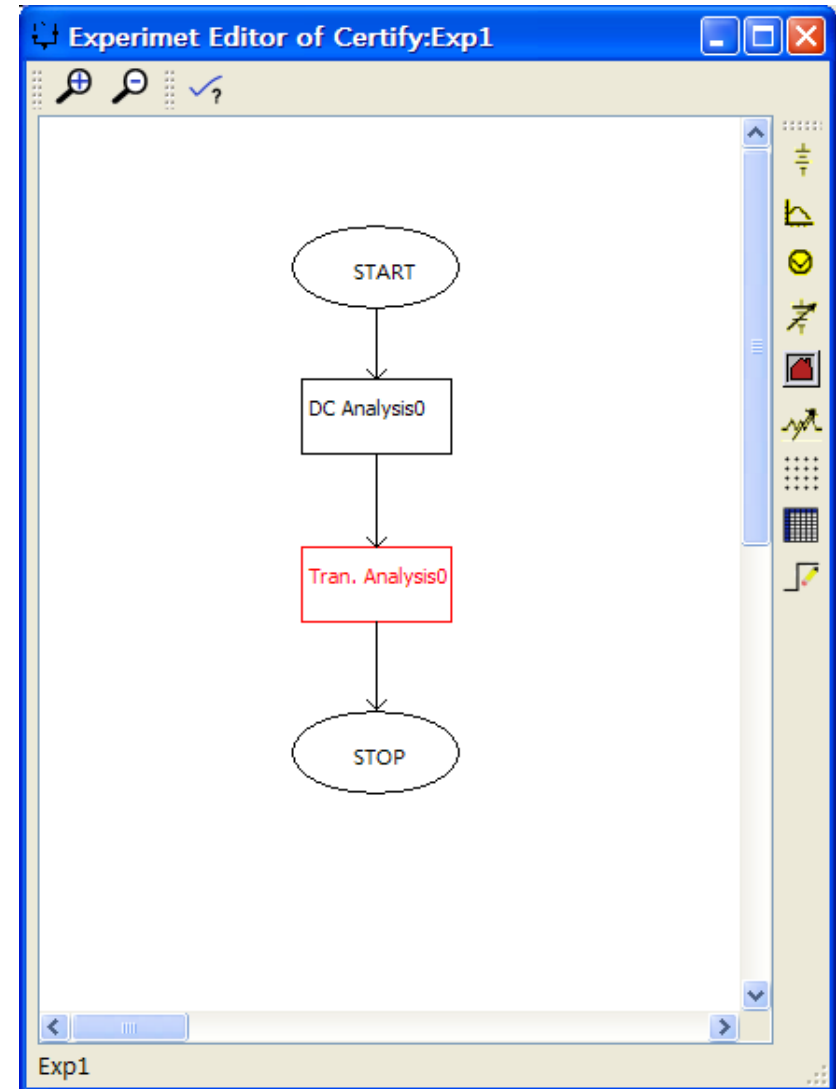 Experimet Editor of Certify:Exp1
?
START
DC Analysis0
Tran. Analysis0
STOP
Exp1